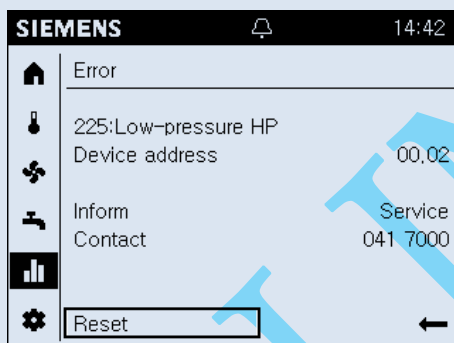 SIEMENS 14:42
Error
225:Low-pressure HP
Device address 00.02
Inform Service
Contact 041 7000
Reset